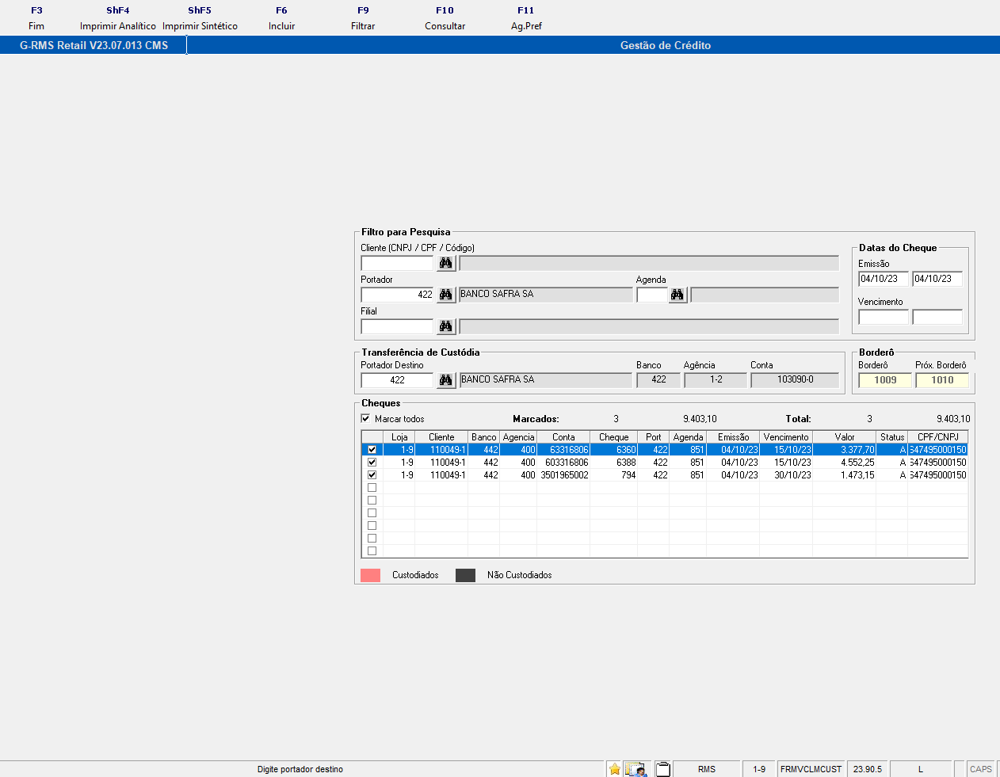 F3 ShF4 ShF5 F6 F9 F10 F11
Fim Imprimir Analítico Imprimir Sintético Incluir Filtrar Consultar Ag.Pref
G-RMS Retail V23.07.013 CMS Gestão de Crédito
Filtro para Pesquisa
Cliente (CNPJ / CPF / Código)
Portador Agenda
422 BANCO SAFRA SA
Filial
Datas do Cheque
Emissão
04/10/23 04/10/23
Vencimento
Transferência de Custódia
Portador Destino Banco Agência Conta
422 BANCO SAFRA SA 422 1-2 103090-0
Borderô
Borderô Próx. Borderô
1009 1010
Cheques
Marcar todos Marcados: 3 9.403,10 Total: 3 9.403,10
Loja Cliente Banco Agencia Conta Cheque Port Agenda Emissão Vencimento Valor Status CPF/CNPJ
1-9 110049-1 442 400 63316806 6360 422 851 04/10/23 15/10/23 3.377,70 A 647495000150
1-9 110049-1 442 400 603316806 6388 422 851 04/10/23 15/10/23 4.552,25 A 647495000150
1-9 110049-1 442 400 3501965002 794 422 851 04/10/23 30/10/23 1.473,15 A 647495000150
Custodiados Não Custodiados
Digite portador destino RMS 1-9 FRMVCLMCUST 23.90.5 L CAPS